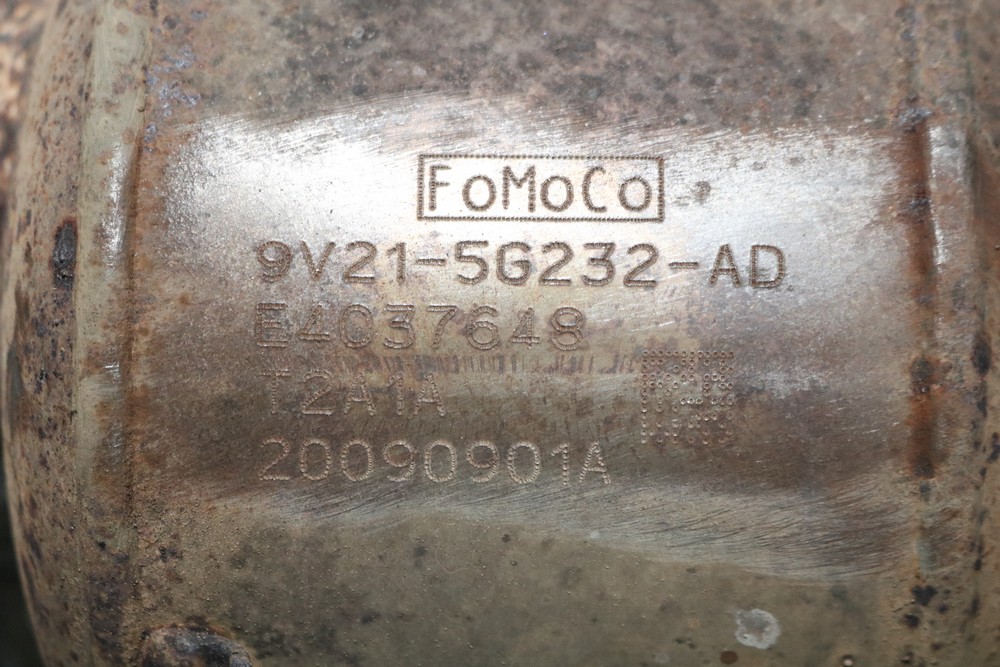 FoMoCo
9V21-5G232-AD
E4037648
T2A1A
20090901A